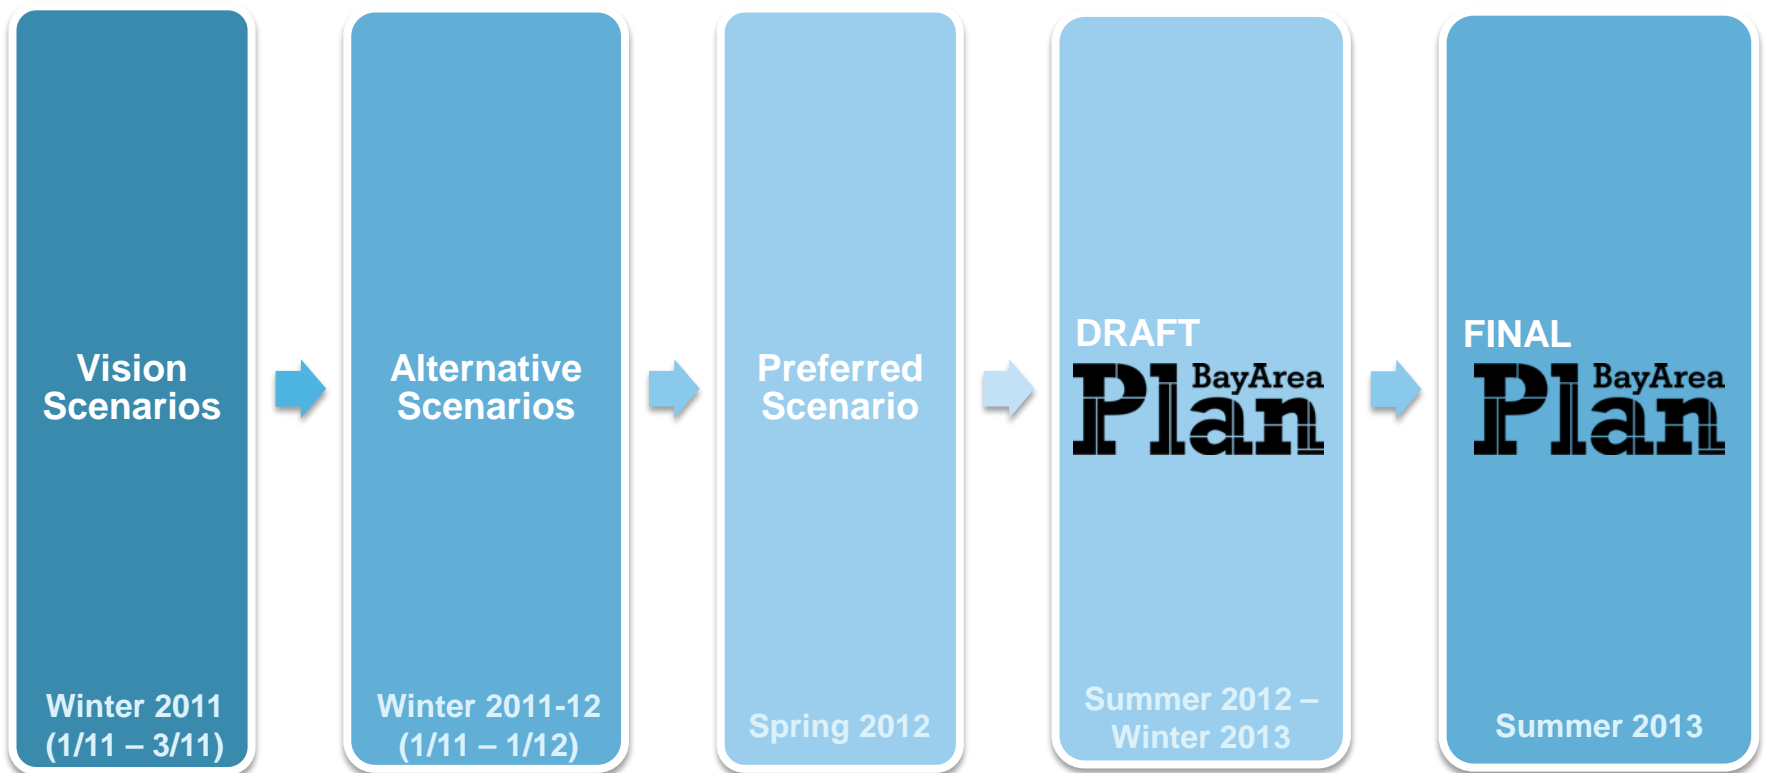 Vision
Scenarios
Winter 2011
(1/11 – 3/11)
Alternative
Scenarios
Winter 2011-12
(1/11 – 1/12)
Preferred
Scenario
Spring 2012
DRAFT
BayArea
Plan
Summer 2012 –
Winter 2013
FINAL
BayArea
Plan
Summer 2013